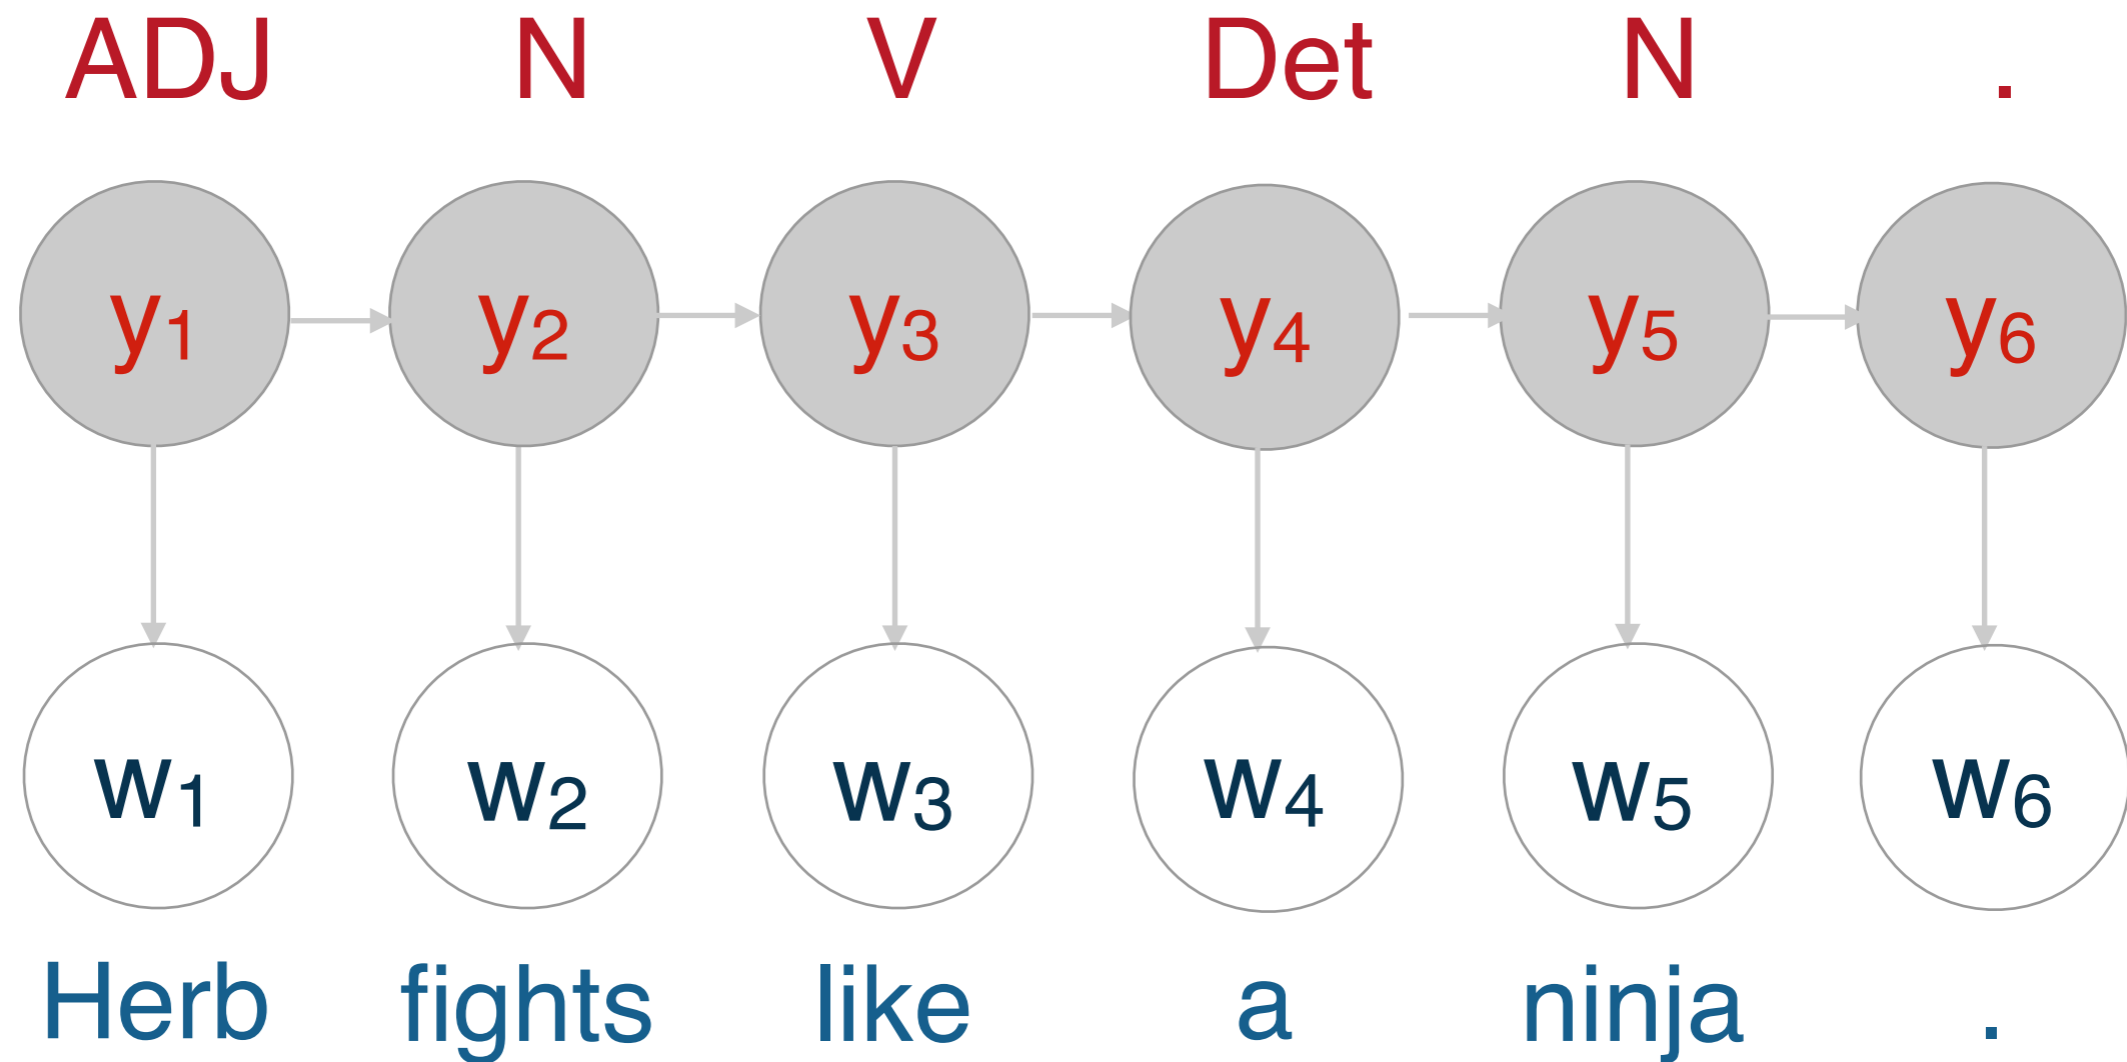 ADJ N V Det N .
y1 y2 y3 y4 y5 y6
w1 w2 w3 w4 w5 w6
Herb fights like a ninja .